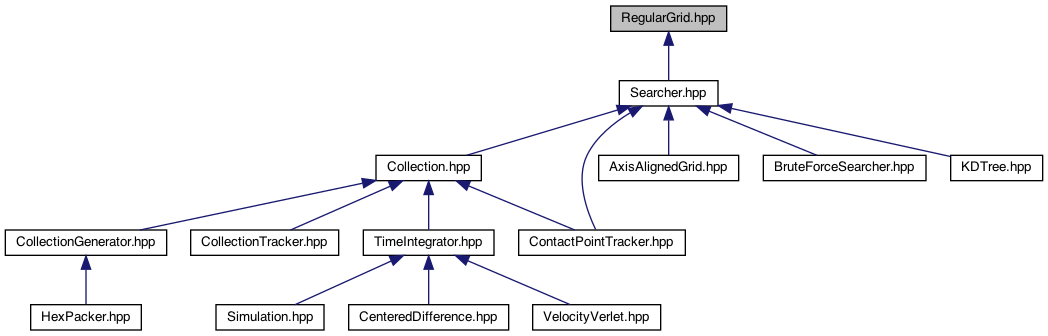 RegularGrid.hpp
Searcher.hpp
Collection.hpp
AxisAlignedGrid.hpp
BruteForceSearcher.hpp
KDTree.hpp
CollectionGenerator.hpp
CollectionTracker.hpp
TimeIntegrator.hpp
ContactPointTracker.hpp
HexPacker.hpp
Simulation.hpp
CenteredDifference.hpp
VelocityVerlet.hpp